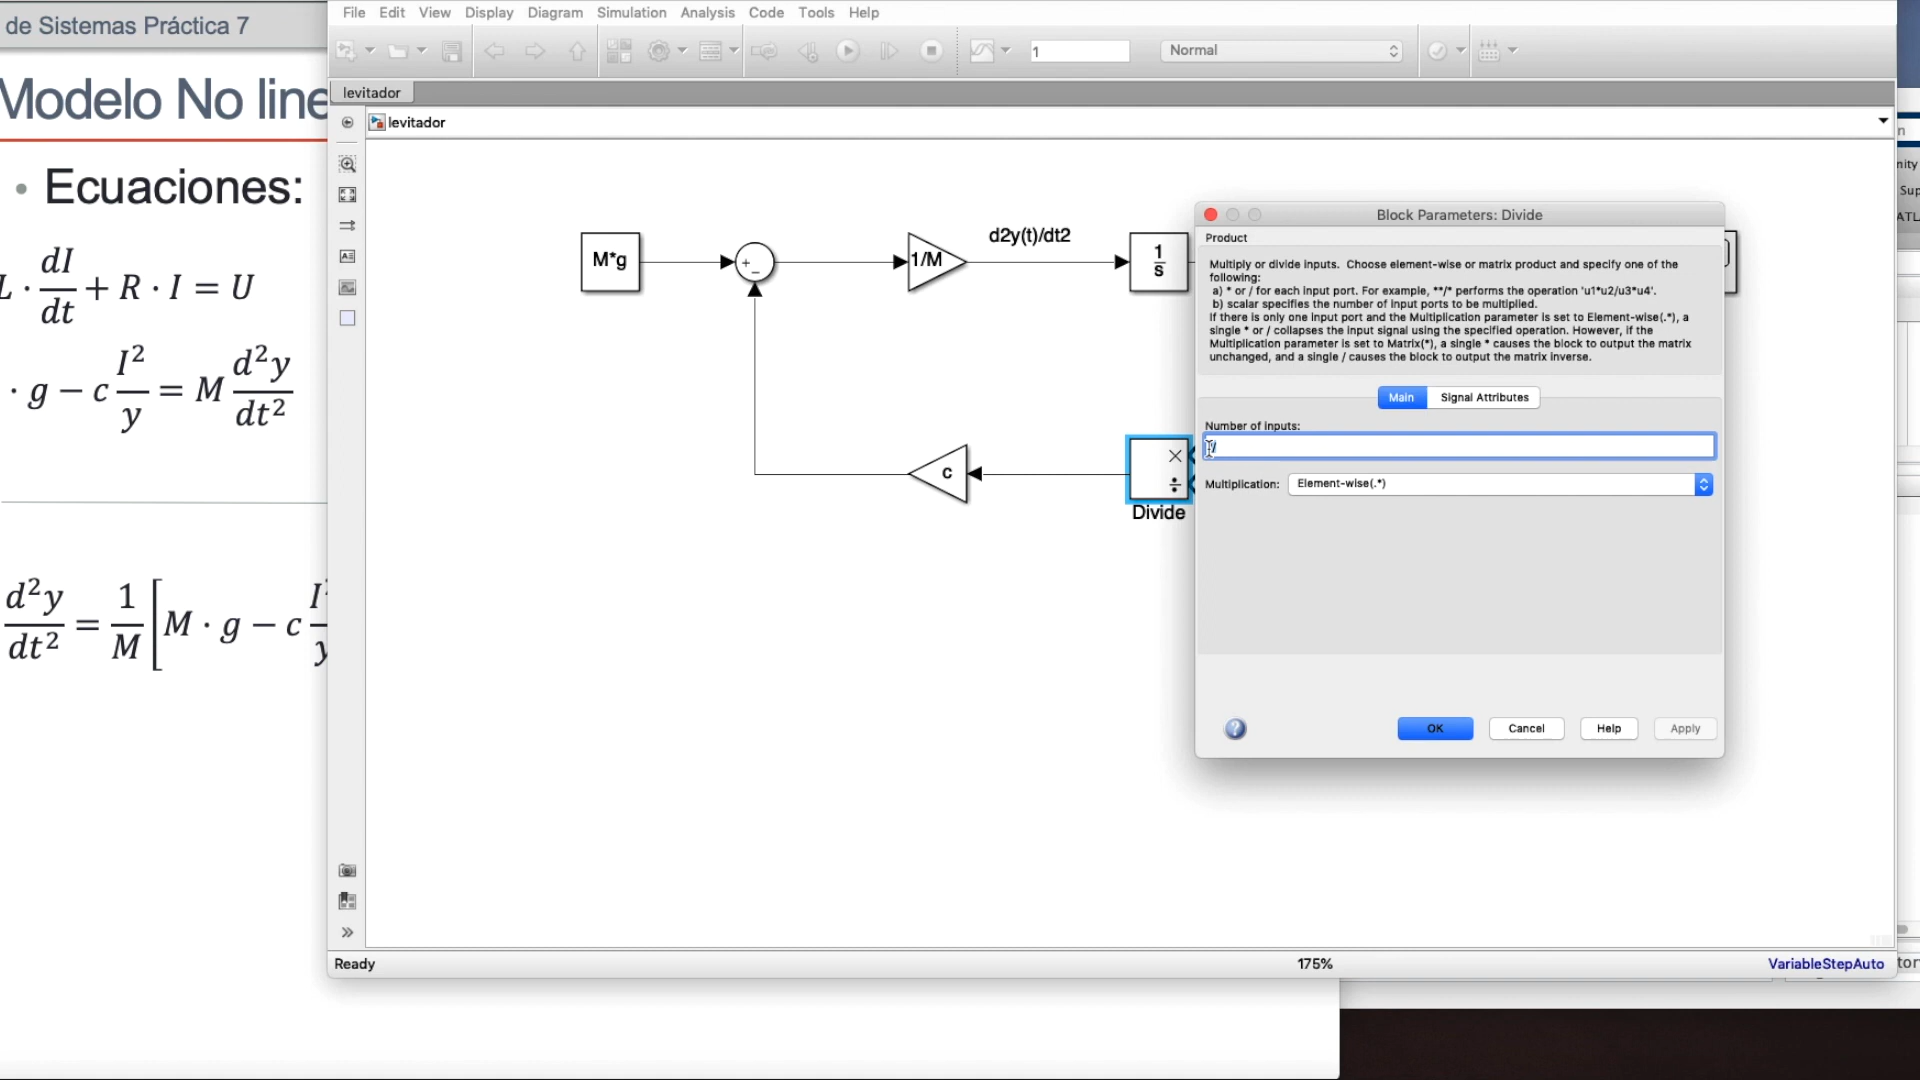 de Sistemas Práctica 7
Modelo No line
• Ecuaciones:
L · dI/dt + R · I = U
· g − c I²/y = M d²y/dt²
d²y/dt² = 1/M [M · g − c I²/y
File Edit View Display Diagram Simulation Analysis Code Tools Help
1
Normal
levitador
levitador
M*g
+
−
1/M
d2y(t)/dt2
1
s
c
×
÷
Divide
Block Parameters: Divide
Product
Multiply or divide inputs. Choose element-wise or matrix product and specify one of the
following:
a) * or / for each input port. For example, **/* performs the operation 'u1*u2/u3*u4'.
b) scalar specifies the number of input ports to be multiplied.
If there is only one input port and the Multiplication parameter is set to Element-wise(.*), a
single * or / collapses the input signal using the specified operation. However, if the
Multiplication parameter is set to Matrix(*), a single * causes the block to output the matrix
unchanged, and a single / causes the block to output the matrix inverse.
Main
Signal Attributes
Number of inputs:
Multiplication:
Element-wise(.*)
?
OK
Cancel
Help
Apply
Ready
175%
VariableStepAuto
n
nity
Sup
ATL
tor